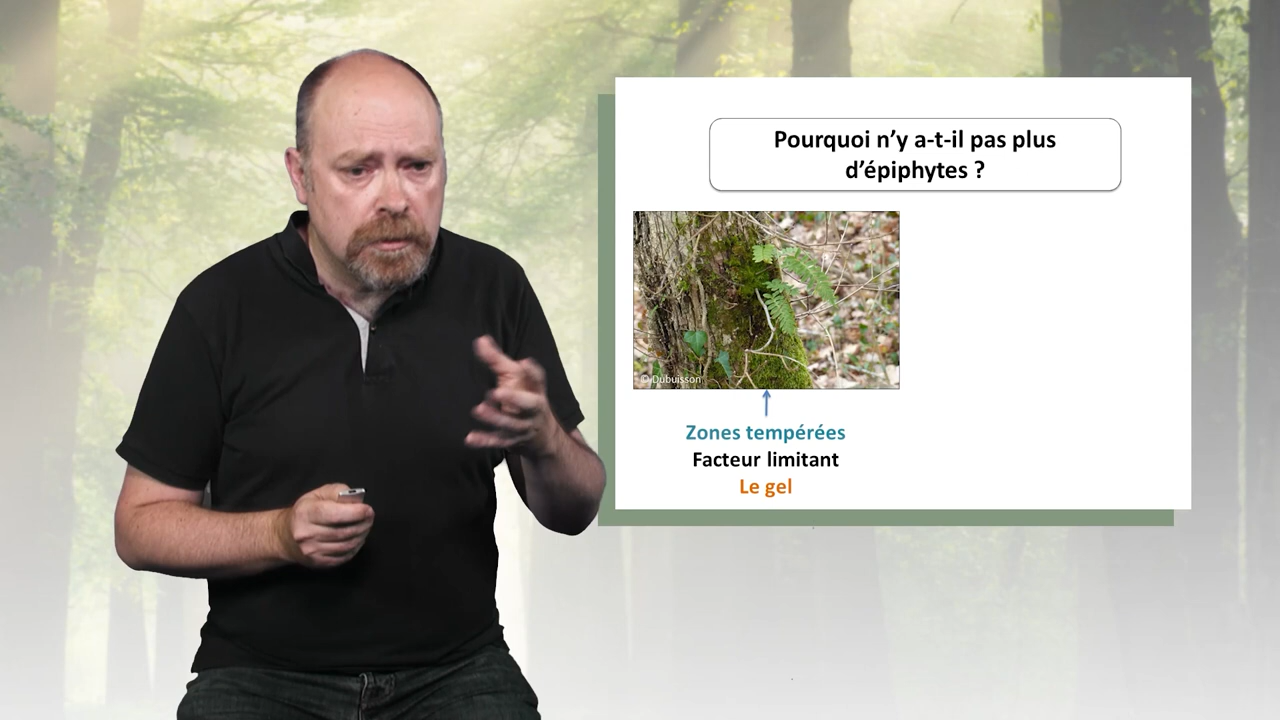 Pourquoi n’y a-t-il pas plus
d’épiphytes ?
© Dubuisson
Zones tempérées
Facteur limitant
Le gel